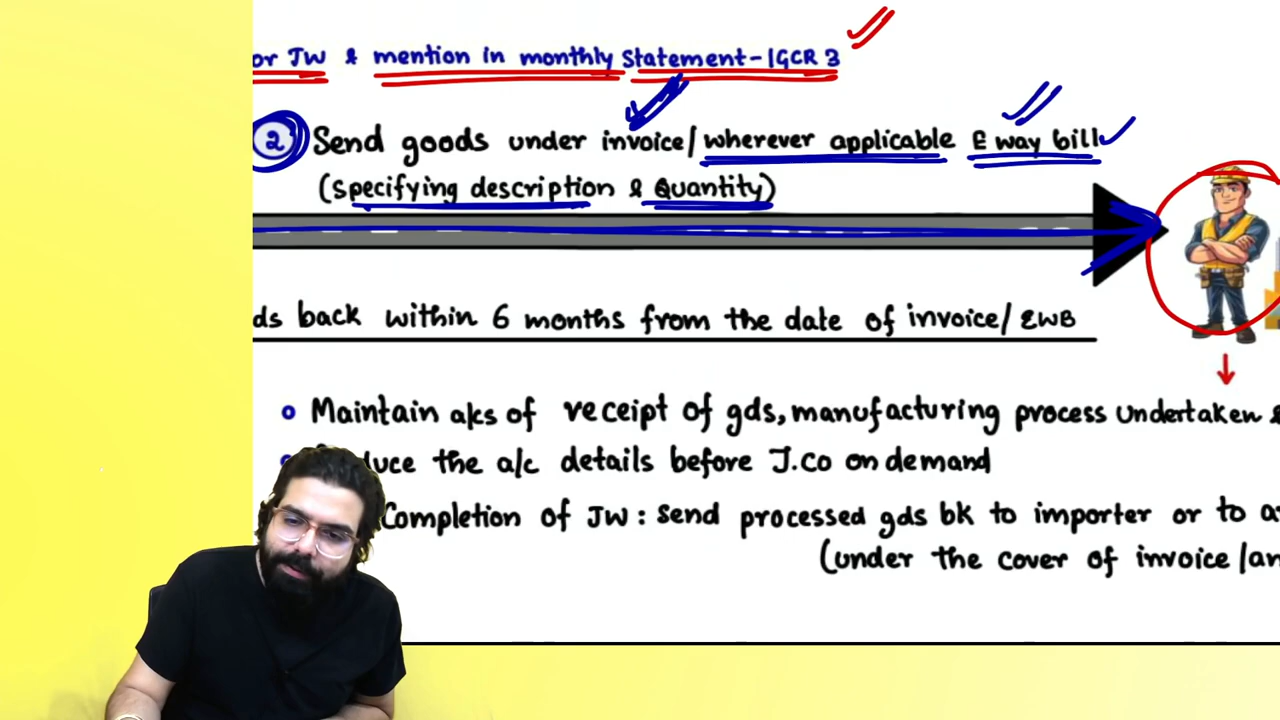 or JW & mention in monthly Statement-IGCR 3
2 Send goods under invoice/wherever applicable E way bill
(specifying description & Quantity)
ds back within 6 months from the date of invoice/EWB
Maintain aks of receipt of gds, manufacturing process undertaken &
duce the a/c details before J.Co on demand
Completion of JW: Send processed gds bk to importer or to a
(under the cover of invoice/an